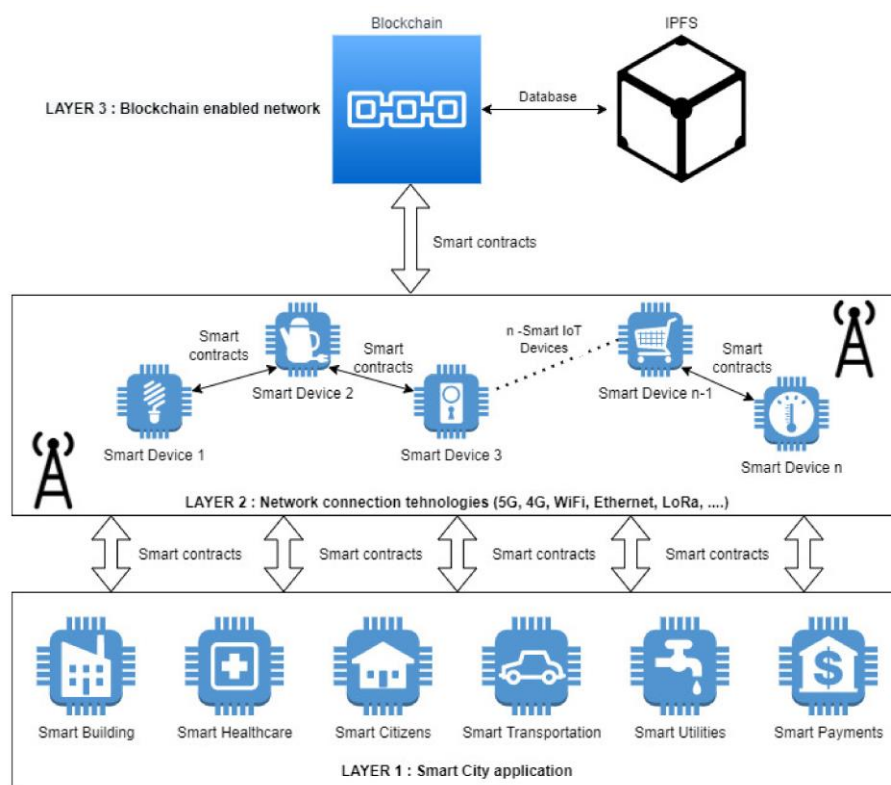 Blockchain
IPFS
LAYER 3 : Blockchain enabled network
Database
Smart contracts
Smart
contracts
Smart Device 1
Smart Device 2
Smart
contracts
Smart Device 3
n -Smart IoT
Devices
Smart Device n-1
Smart
contracts
Smart Device n
LAYER 2 : Network connection tehnologies (5G, 4G, WiFi, Ethernet, LoRa, ....)
Smart contracts
Smart contracts
Smart contracts
Smart contracts
Smart Building
Smart Healthcare
Smart Citizens
Smart Transportation
Smart Utilities
$
Smart Payments
LAYER 1 : Smart City application